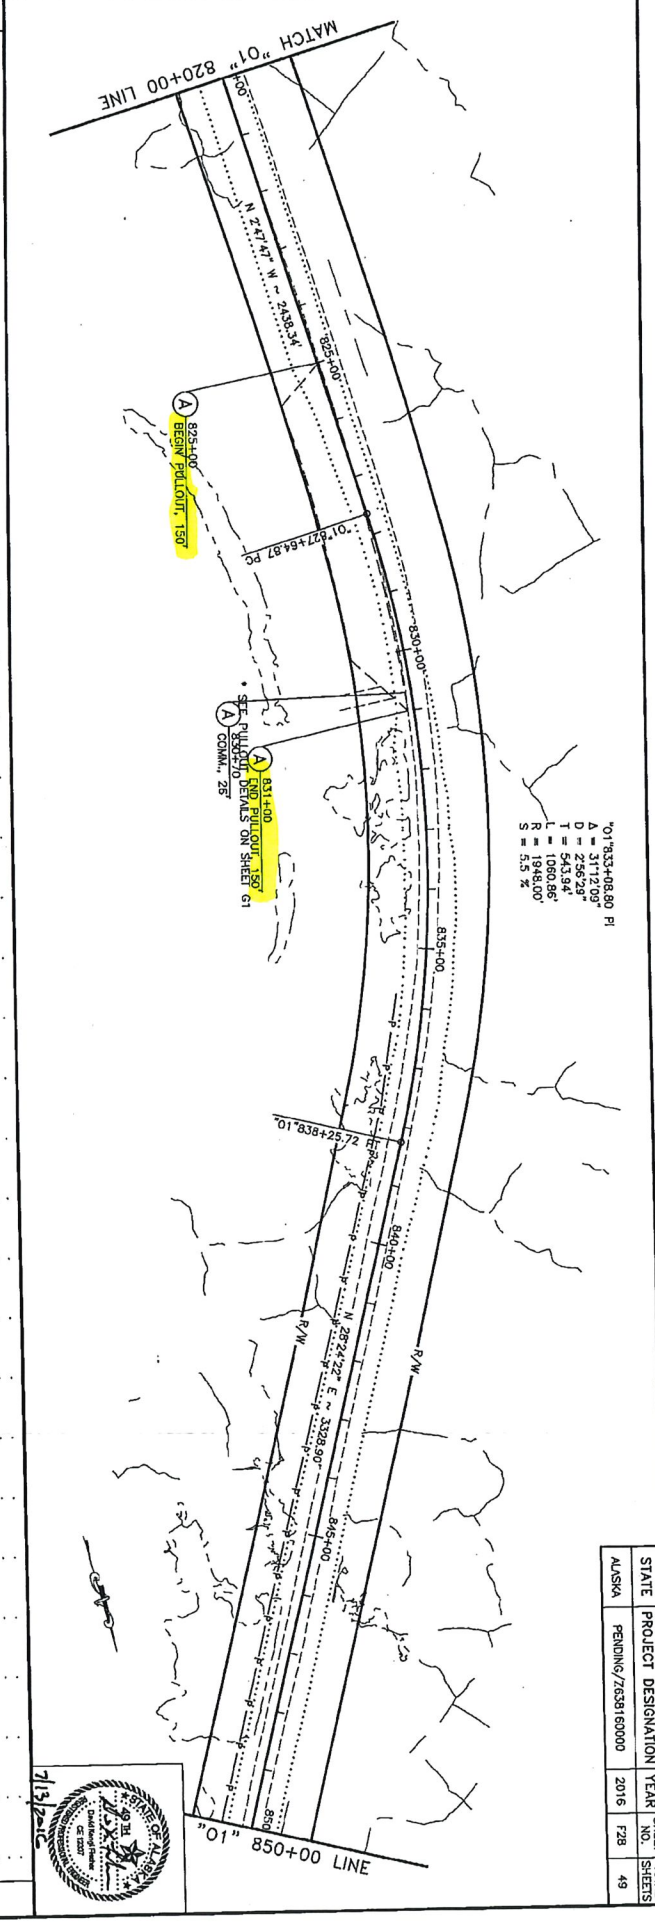 MATCH "01" 820+00 LINE
+00
N 2°47'47" W ~ 2438.34'
825+00
A
825+00
BEGIN PULLOUT, 150'
"01"827+64.87 PC
830+00
A
830+70
COMM., 25'
A
831+00
END PULLOUT, 150'
* SEE PULLOUT DETAILS ON SHEET G1
"01"833+08.80 PI
Δ = 31°12'09"
D = 2°56'29"
T = 543.94'
L = 1060.86'
R = 1948.00'
S = 5.5 %
835+00
"01"838+25.72
840+00
R/W
R/W
N 28°24'22" E ~ 3328.90'
845+00
850
"01" 850+00 LINE
STATE PROJECT DESIGNATION YEAR NO. SHEETS
ALASKA PENDING/Z638160000 2016 F28 49
STATE OF ALASKA
49 TH
CE 12007
7/13/2016